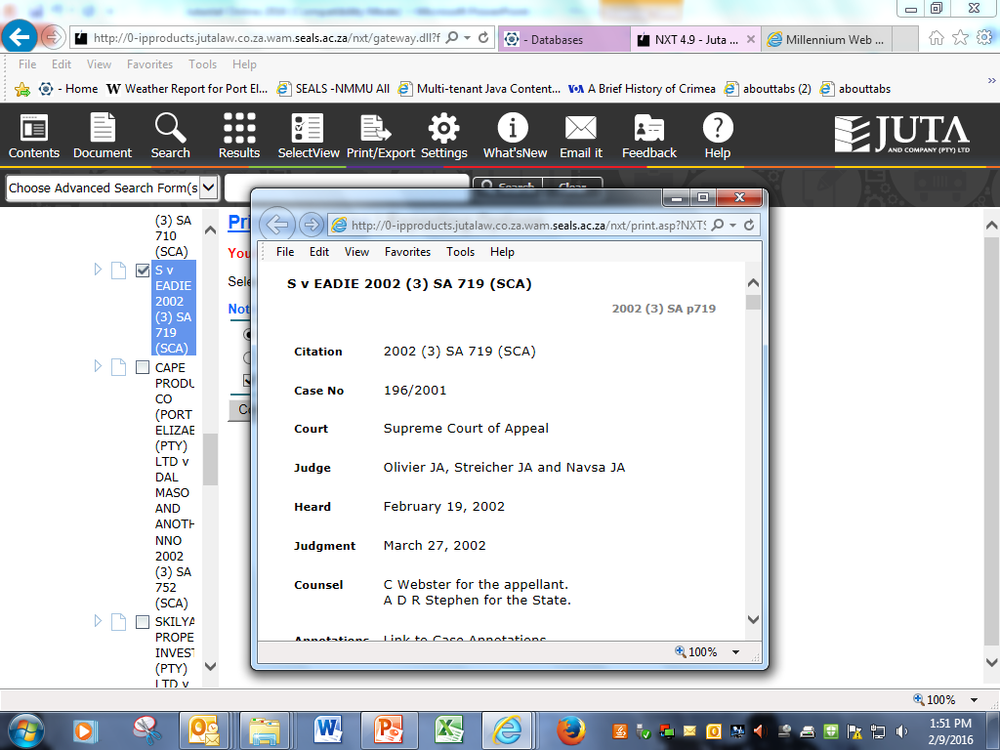 http://0-ipproducts.jutalaw.co.za.wam.seals.ac.za/nxt/gateway.dll?f
- Databases
NXT 4.9 - Juta ...
Millennium Web ...
File Edit View Favorites Tools Help
- Home
W Weather Report for Port El...
SEALS -NMMU All
Multi-tenant Java Content...
VOA A Brief History of Crimea
abouttabs (2)
abouttabs
Contents Document Search Results SelectView Print/Export Settings What'sNew Email it Feedback Help
JUTA
AND COMPANY (PTY) LTD
Choose Advanced Search Form(s
Search Clear
(3) SA
710
(SCA)
S v
EADIE
2002
(3) SA
719
(SCA)
CAPE
PRODU
CO
(PORT
ELIZAE
(PTY)
LTD v
DAL
MASO
AND
ANOTH
NNO
2002
(3) SA
752
(SCA)
SKILYA
PROPE
INVEST
(PTY)
LTD v
Pri
You
Sele
Not
C
http://0-ipproducts.jutalaw.co.za.wam.seals.ac.za/nxt/print.asp?NXTS
File Edit View Favorites Tools Help
S v EADIE 2002 (3) SA 719 (SCA)
2002 (3) SA p719
Citation 2002 (3) SA 719 (SCA)
Case No 196/2001
Court Supreme Court of Appeal
Judge Olivier JA, Streicher JA and Navsa JA
Heard February 19, 2002
Judgment March 27, 2002
Counsel C Webster for the appellant.
A D R Stephen for the State.
Annotations Link to Case Annotations
100%
100%
1:51 PM
2/9/2016